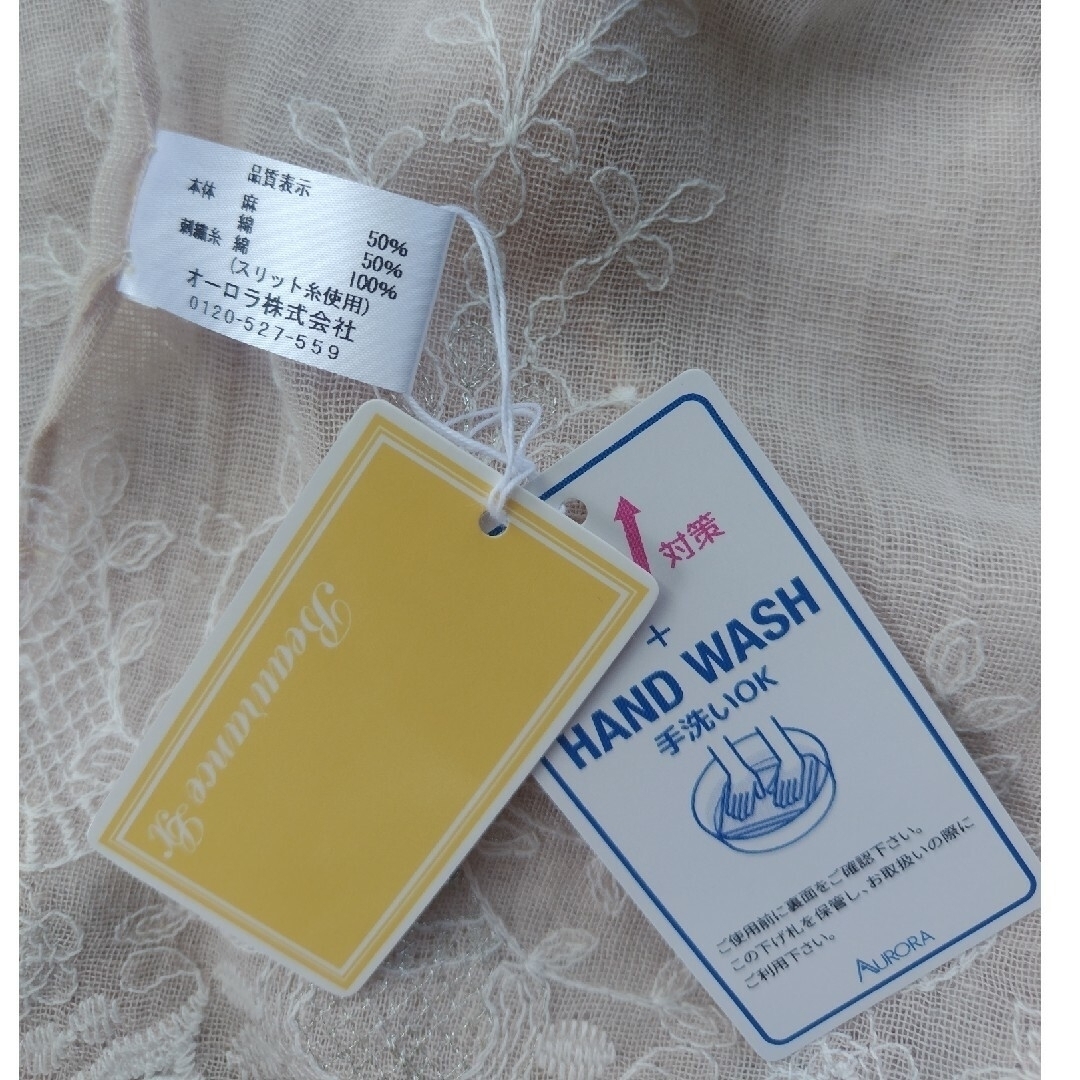 品質表示
本体 麻 50%
綿 50%
刺繍糸 綿 100%
(スリット糸使用)
オーロラ株式会社
0120-527-559
Beaurance
対策
+
HAND WASH
手洗いOK
ご使用前に裏面をご確認下さい。
この下げ札を保管し、お取扱いの際に
ご利用下さい。
AURORA